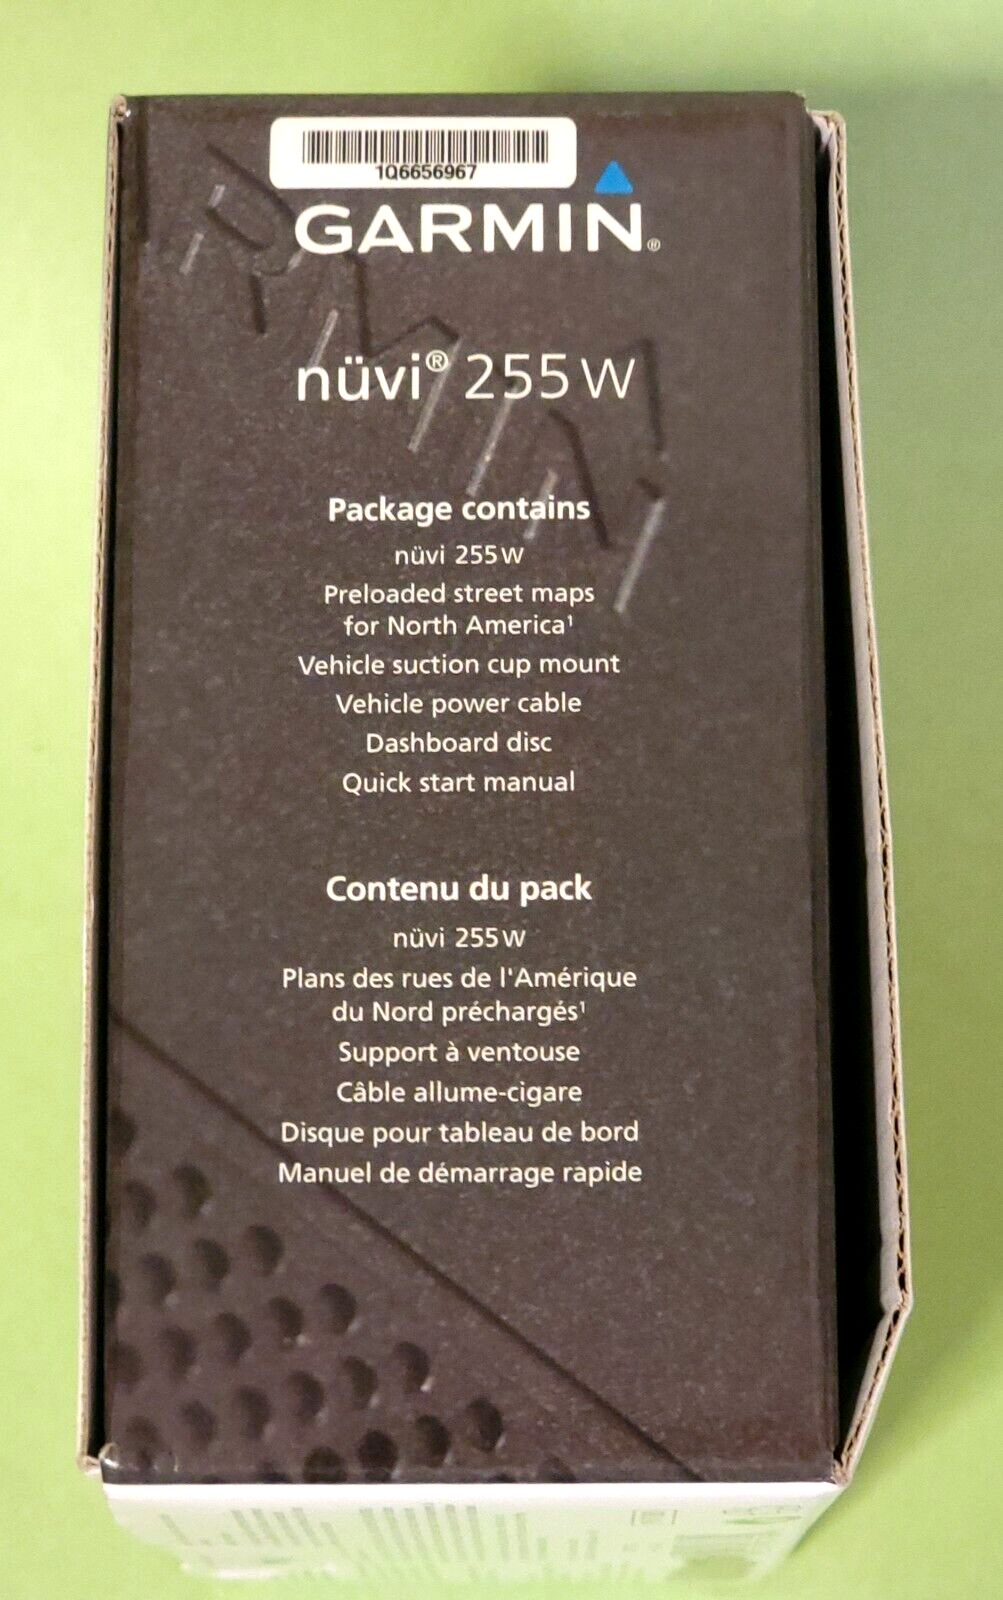 1Q6656967
GARMIN®
nüvi® 255W
Package contains
nüvi 255W
Preloaded street maps
for North America¹
Vehicle suction cup mount
Vehicle power cable
Dashboard disc
Quick start manual
Contenu du pack
nüvi 255W
Plans des rues de l'Amérique
du Nord préchargés¹
Support à ventouse
Câble allume-cigare
Disque pour tableau de bord
Manuel de démarrage rapide